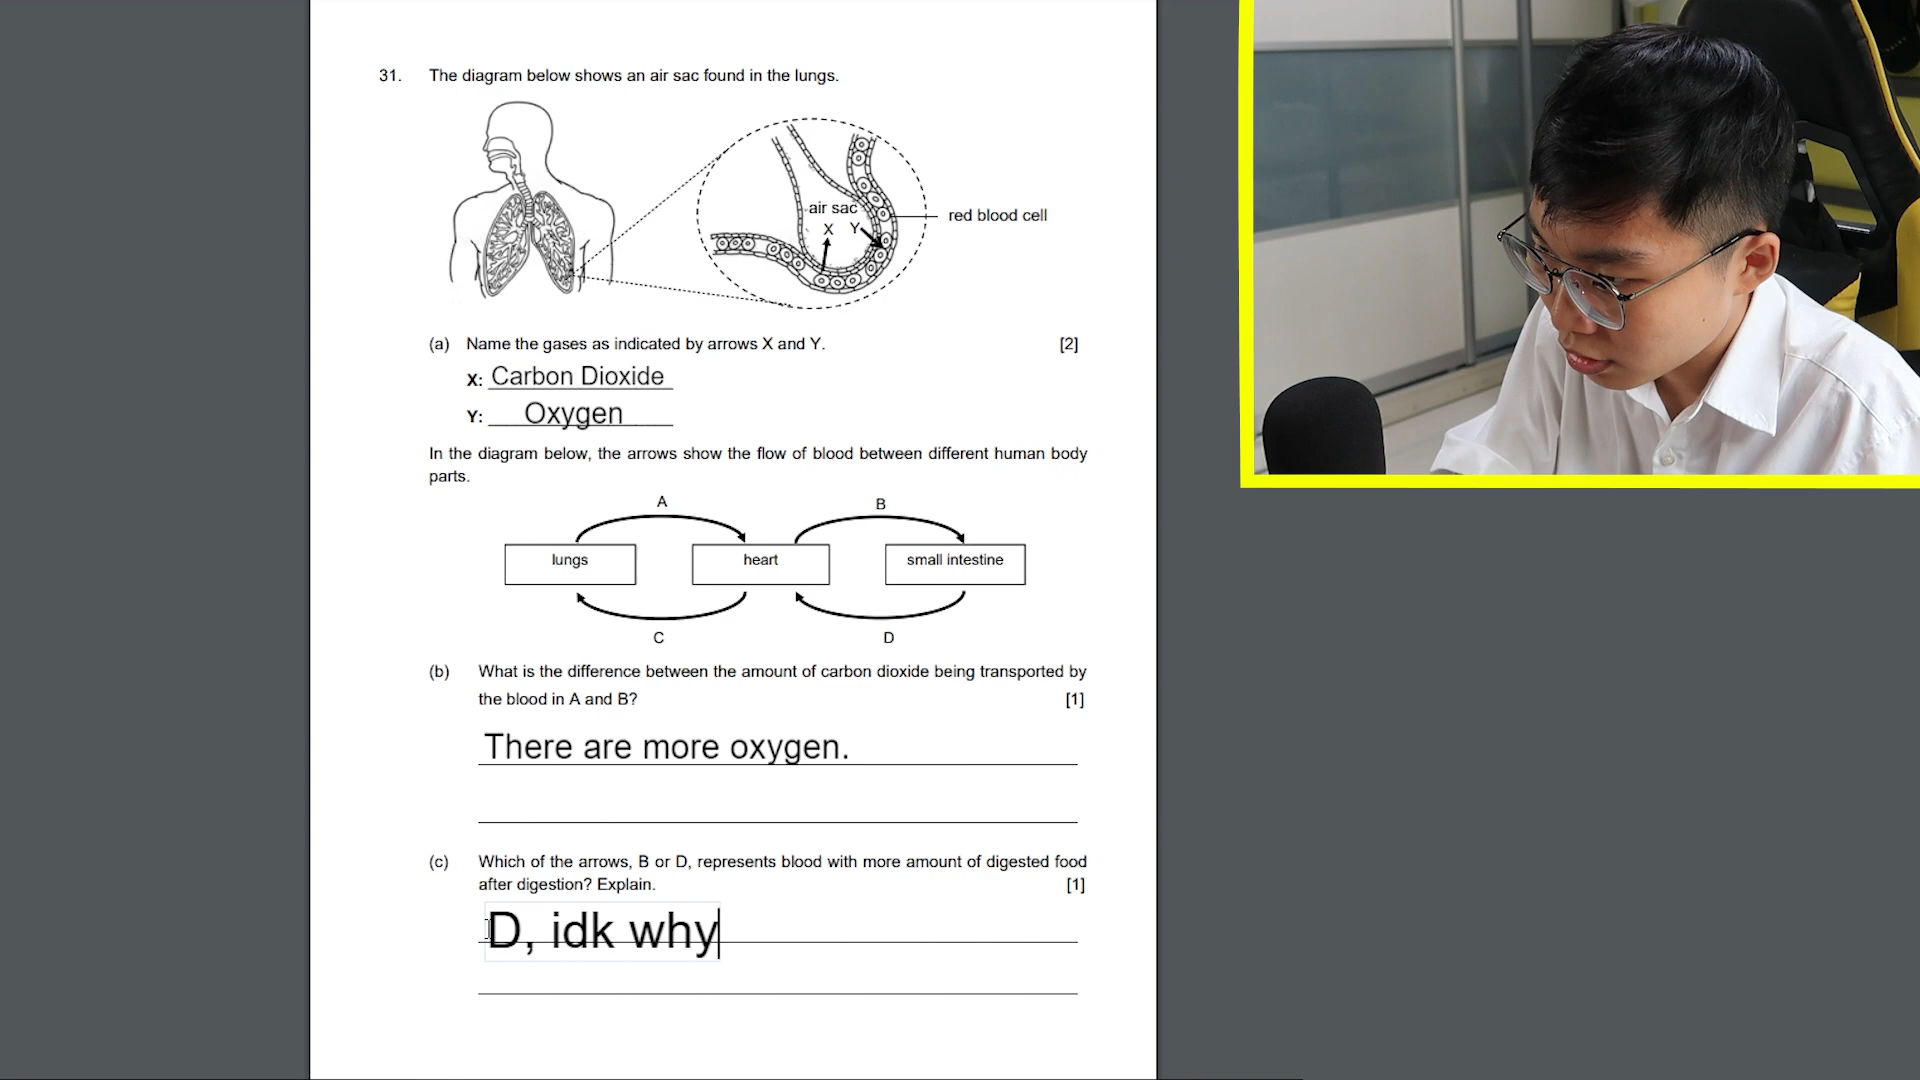 31. The diagram below shows an air sac found in the lungs.
air sac
X Y
red blood cell
(a) Name the gases as indicated by arrows X and Y. [2]
X: Carbon Dioxide
Y: Oxygen
In the diagram below, the arrows show the flow of blood between different human body
parts.
A B
lungs heart small intestine
C D
(b) What is the difference between the amount of carbon dioxide being transported by
the blood in A and B? [1]
There are more oxygen.
(c) Which of the arrows, B or D, represents blood with more amount of digested food
after digestion? Explain. [1]
D, idk why